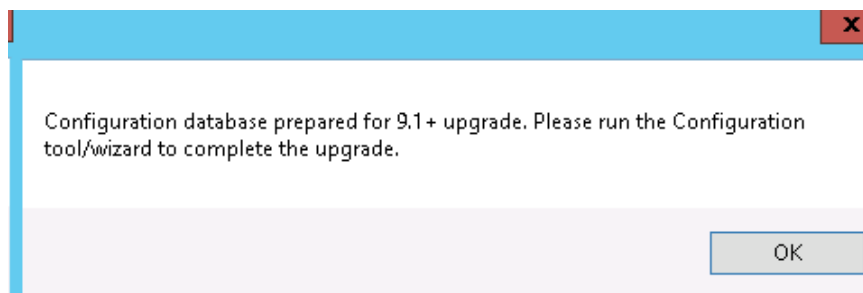 x
Configuration database prepared for 9.1+ upgrade. Please run the Configuration
tool/wizard to complete the upgrade.
OK